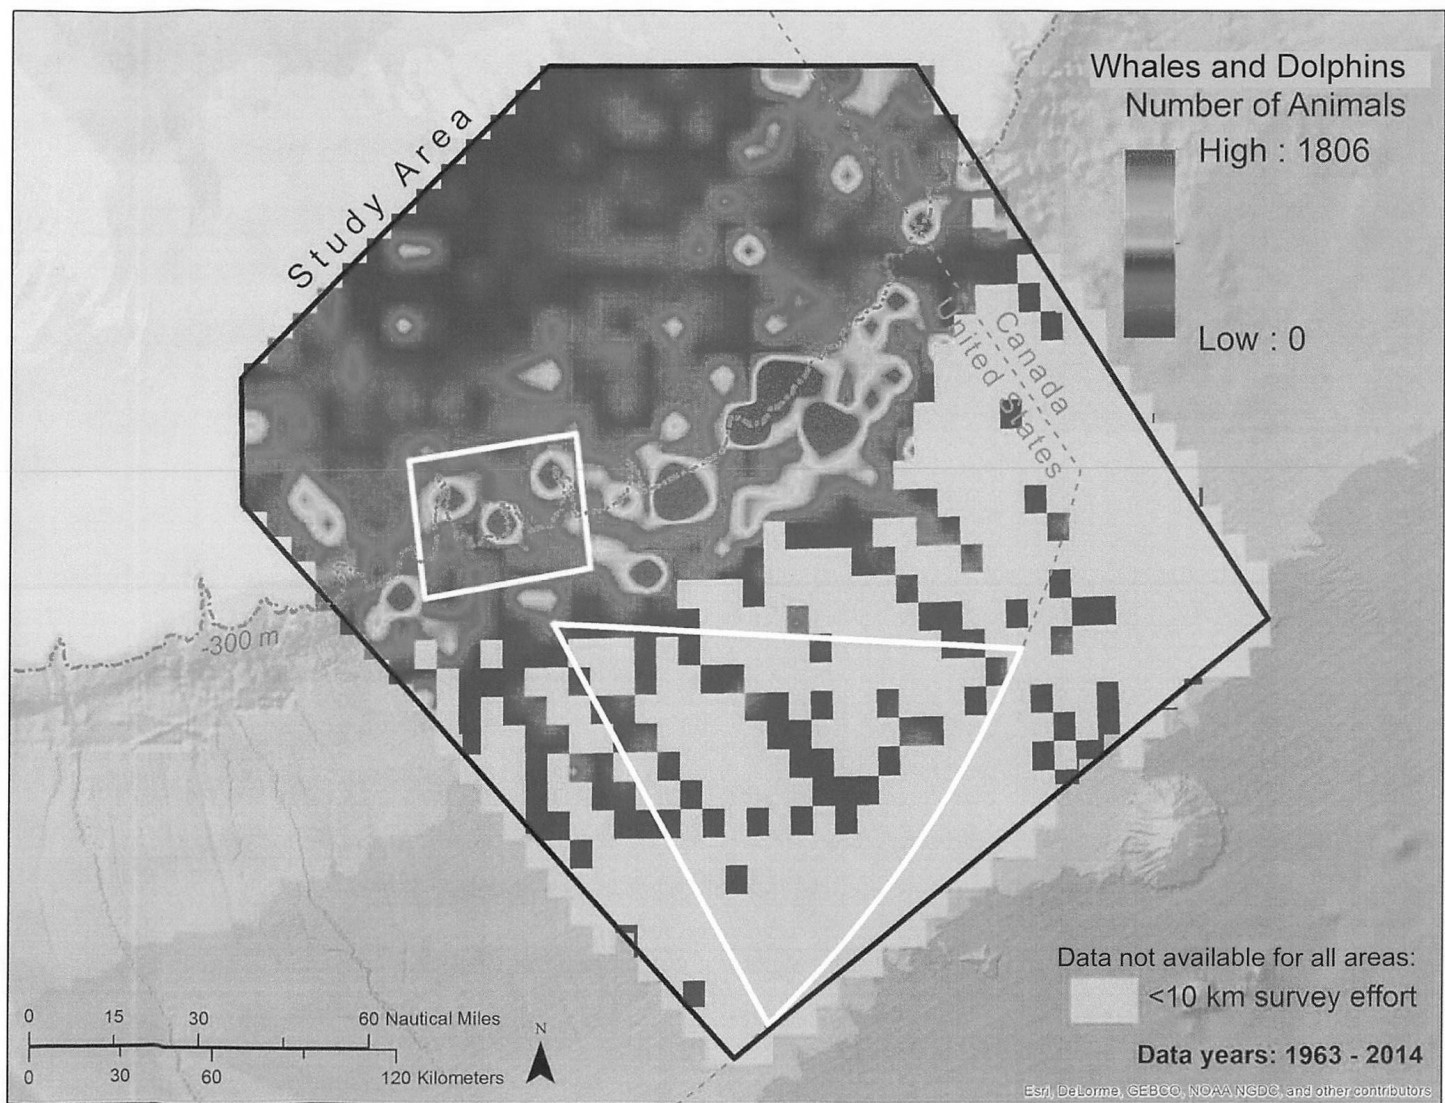 Whales and Dolphins
Number of Animals
High : 1806
Low : 0
Study Area
Canada
United States
-300 m
Data not available for all areas:
<10 km survey effort
Data years: 1963 - 2014
0 15 30 60 Nautical Miles
0 30 60 120 Kilometers
N
Esri, DeLorme, GEBCO, NOAA NGDC, and other contributors